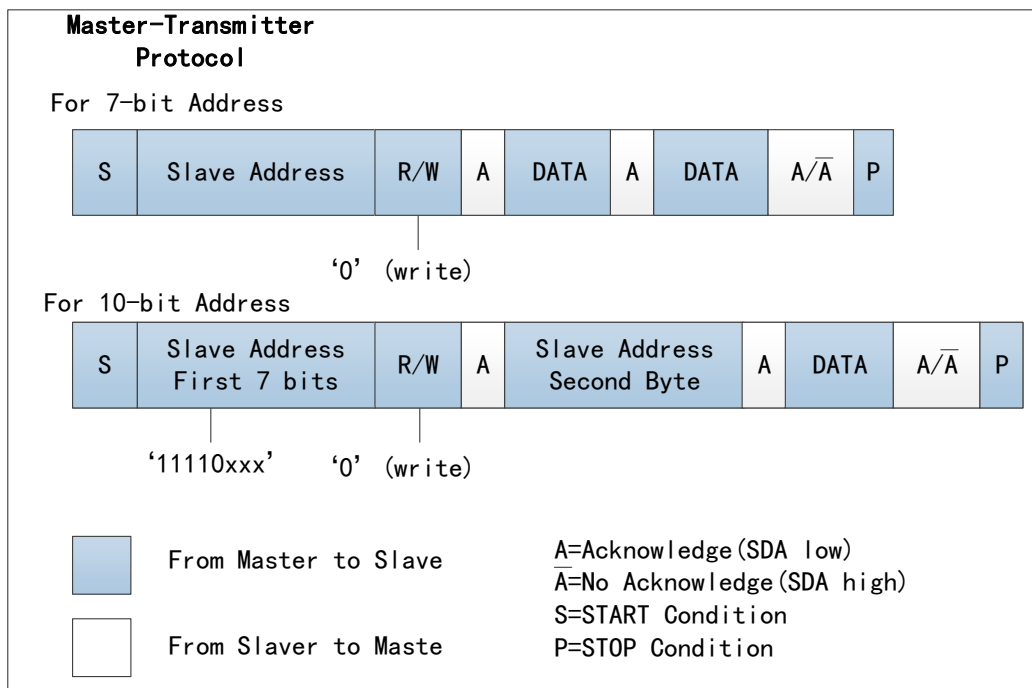 Master-Transmitter
Protocol
For 7-bit Address
S Slave Address R/W A DATA A DATA A/A̅ P
‘0’ (write)
For 10-bit Address
S Slave Address First 7 bits R/W A Slave Address Second Byte A DATA A/A̅ P
‘11110xxx’ ‘0’ (write)
From Master to Slave
From Slaver to Maste
A=Acknowledge(SDA low)
A̅=No Acknowledge(SDA high)
S=START Condition
P=STOP Condition